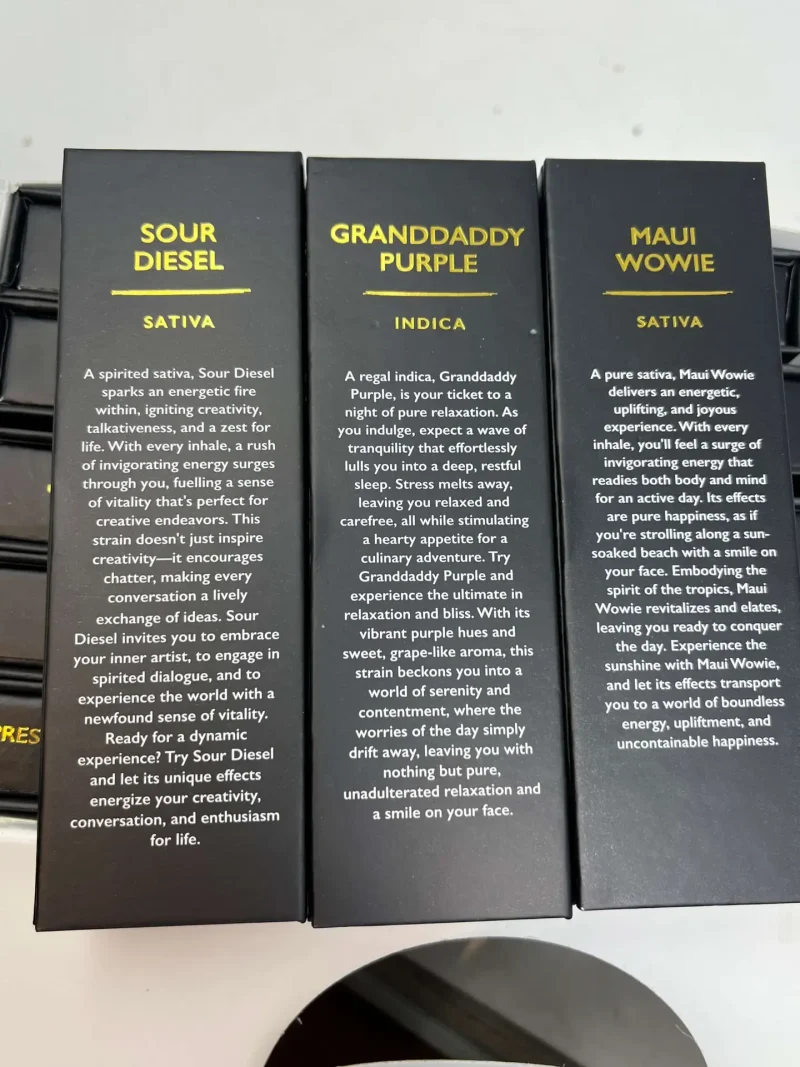 SOUR
DIESEL
SATIVA
A spirited sativa, Sour Diesel
sparks an energetic fire
within, igniting creativity,
talkativeness, and a zest for
life. With every inhale, a rush
of invigorating energy surges
through you, fuelling a sense
of vitality that's perfect for
creative endeavors. This
strain doesn't just inspire
creativity—it encourages
chatter, making every
conversation a lively
exchange of ideas. Sour
Diesel invites you to embrace
your inner artist, to engage in
spirited dialogue, and to
experience the world with a
newfound sense of vitality.
Ready for a dynamic
experience? Try Sour Diesel
and let its unique effects
energize your creativity,
conversation, and enthusiasm
for life.
GRANDDADDY
PURPLE
INDICA
A regal indica, Granddaddy
Purple, is your ticket to a
night of pure relaxation. As
you indulge, expect a wave of
tranquility that effortlessly
lulls you into a deep, restful
sleep. Stress melts away,
leaving you relaxed and
carefree, all while stimulating
a hearty appetite for a
culinary adventure. Try
Granddaddy Purple and
experience the ultimate in
relaxation and bliss. With its
vibrant purple hues and
sweet, grape-like aroma, this
strain beckons you into a
world of serenity and
contentment, where the
worries of the day simply
drift away, leaving you with
nothing but pure,
unadulterated relaxation and
a smile on your face.
MAUI
WOWIE
SATIVA
A pure sativa, Maui Wowie
delivers an energetic,
uplifting, and joyous
experience. With every
inhale, you'll feel a surge of
invigorating energy that
readies both body and mind
for an active day. Its effects
are pure happiness, as if
you're strolling along a sun-
soaked beach with a smile on
your face. Embodying the
spirit of the tropics, Maui
Wowie revitalizes and elates,
leaving you ready to conquer
the day. Experience the
sunshine with Maui Wowie,
and let its effects transport
you to a world of boundless
energy, upliftment, and
uncontainable happiness.
PRES